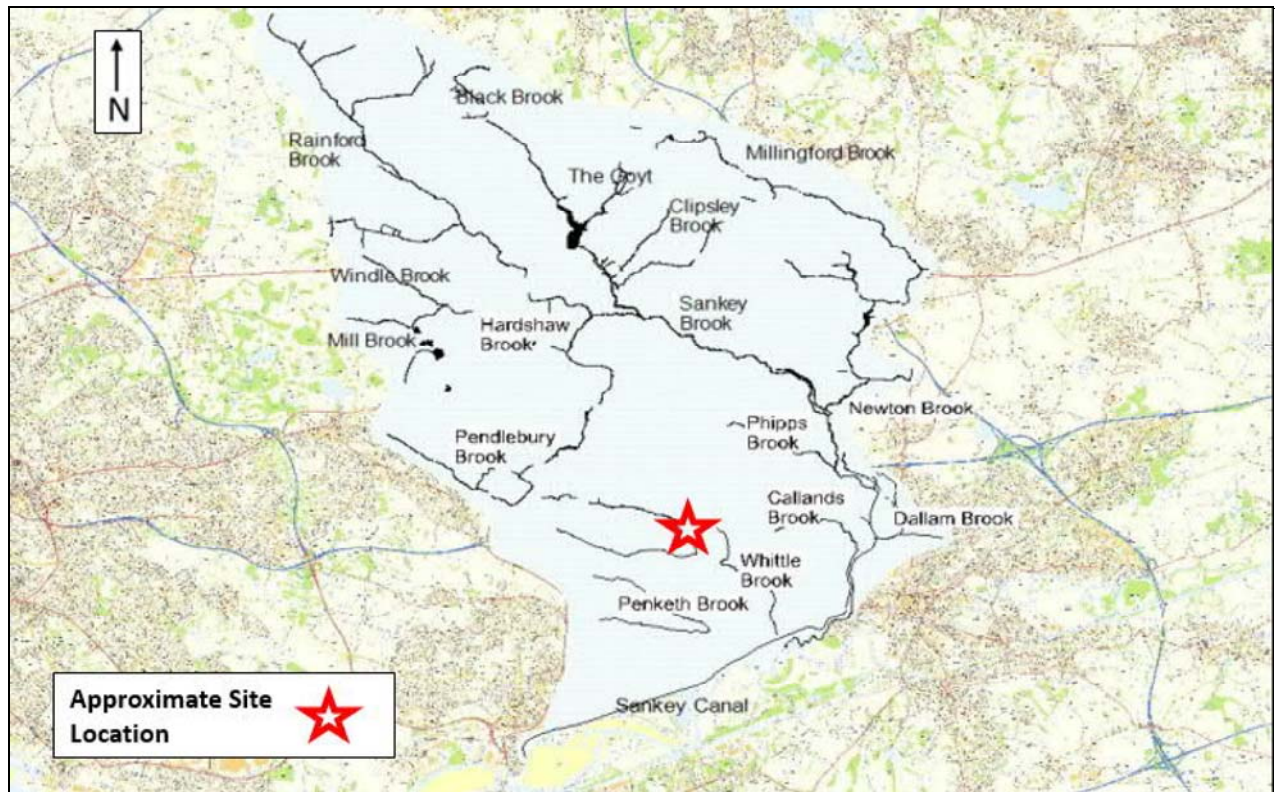 N
Black Brook
Rainford
Brook
Millingford Brook
The Goyt
Clipsley
Brook
Windle Brook
Sankey
Brook
Hardshaw
Brook
Mill Brook
Newton Brook
Phipps
Brook
Pendlebury
Brook
Callands
Brook
Dallam Brook
Whittle
Brook
Penketh Brook
Sankey Canal
Approximate Site
Location